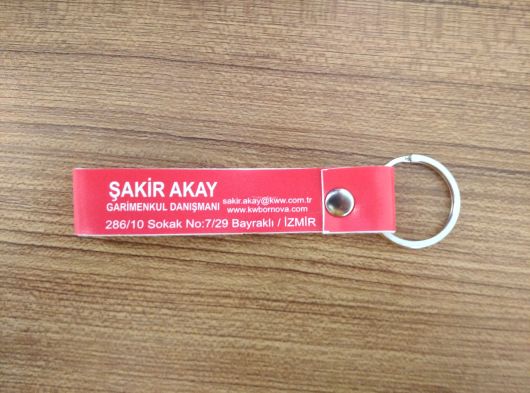 ŞAKİR AKAY
GARİMENKUL DANIŞMANI sakir.akay@kww.com.tr
www.kwbornova.com
286/10 Sokak No:7/29 Bayraklı / İZMİR